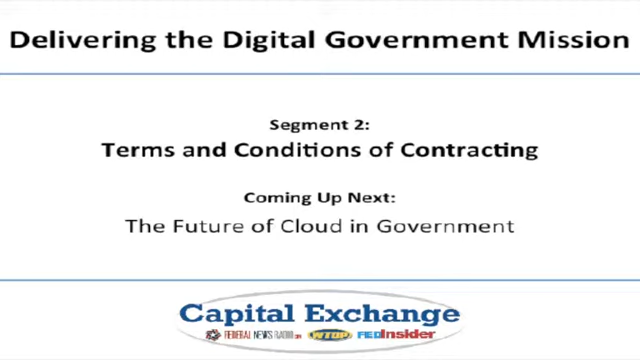 Delivering the Digital Government Mission
Segment 2:
Terms and Conditions of Contracting
Coming Up Next:
The Future of Cloud in Government
Capital Exchange
FEDERAL NEWS RADIO WTOP FEDInsider